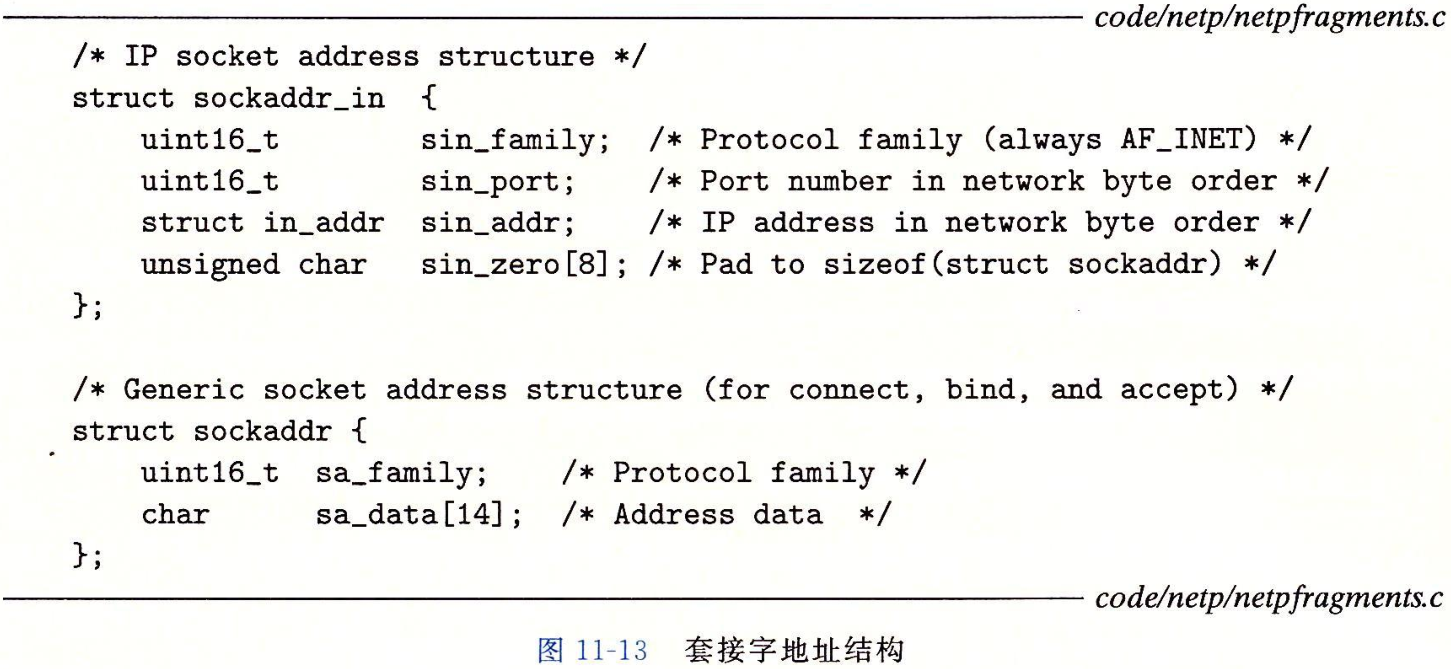 code/netp/netpfragments.c
/* IP socket address structure */
struct sockaddr_in  {
    uint16_t        sin_family;  /* Protocol family (always AF_INET) */
    uint16_t        sin_port;    /* Port number in network byte order */
    struct in_addr  sin_addr;    /* IP address in network byte order */
    unsigned char   sin_zero[8]; /* Pad to sizeof(struct sockaddr) */
};
/* Generic socket address structure (for connect, bind, and accept) */
struct sockaddr {
    uint16_t  sa_family;    /* Protocol family */
    char      sa_data[14];  /* Address data  */
};
code/netp/netpfragments.c
图 11-13 套接字地址结构